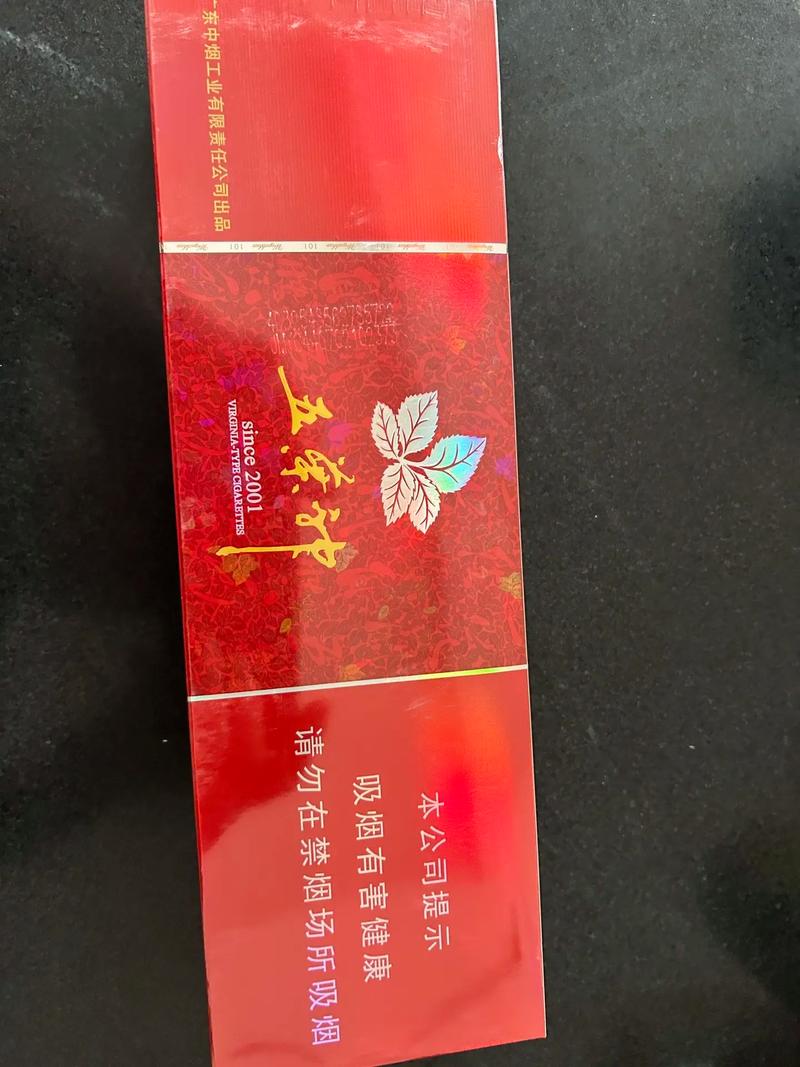 广东中烟工业有限责任公司出品
五叶神
since 2001
VIRGINIA-TYPE CIGARETTES
本公司提示
吸烟有害健康
请勿在禁烟场所吸烟